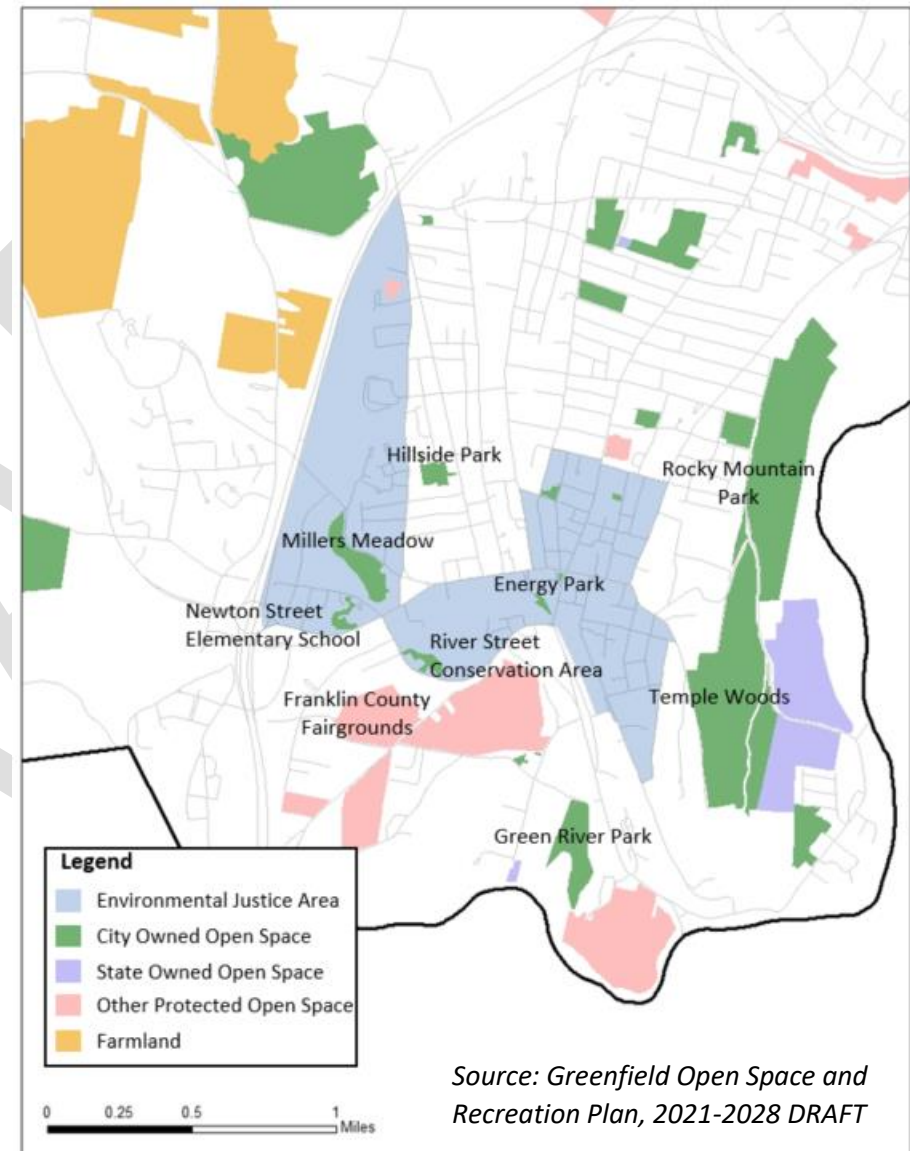 Hillside Park
Rocky Mountain
Park
Millers Meadow
Energy Park
Newton Street
Elementary School
River Street
Conservation Area
Franklin County
Fairgrounds
Temple Woods
Green River Park
Legend
Environmental Justice Area
City Owned Open Space
State Owned Open Space
Other Protected Open Space
Farmland
Source: Greenfield Open Space and
Recreation Plan, 2021-2028 DRAFT
0 0.25 0.5 1
Miles